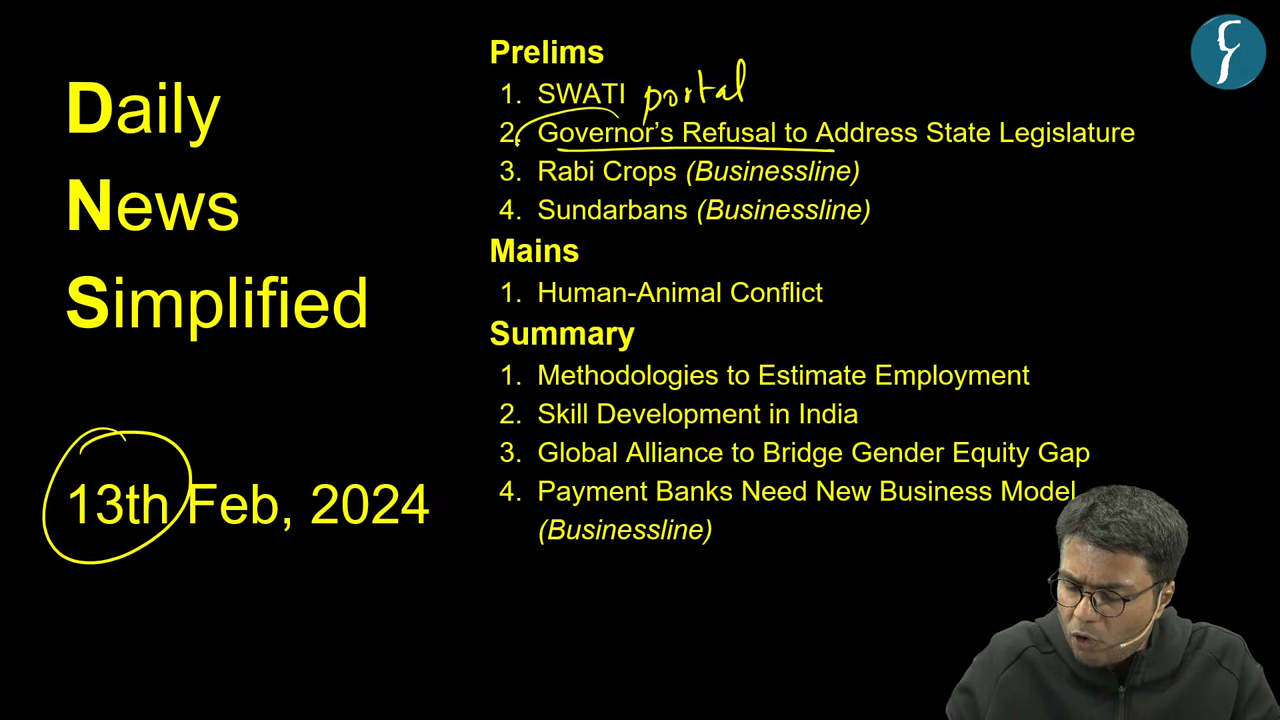 Daily
News
Simplified
13th Feb, 2024
Prelims
1. SWATI portal
2. Governor's Refusal to Address State Legislature
3. Rabi Crops (Businessline)
4. Sundarbans (Businessline)
Mains
1. Human-Animal Conflict
Summary
1. Methodologies to Estimate Employment
2. Skill Development in India
3. Global Alliance to Bridge Gender Equity Gap
4. Payment Banks Need New Business Model
(Businessline)